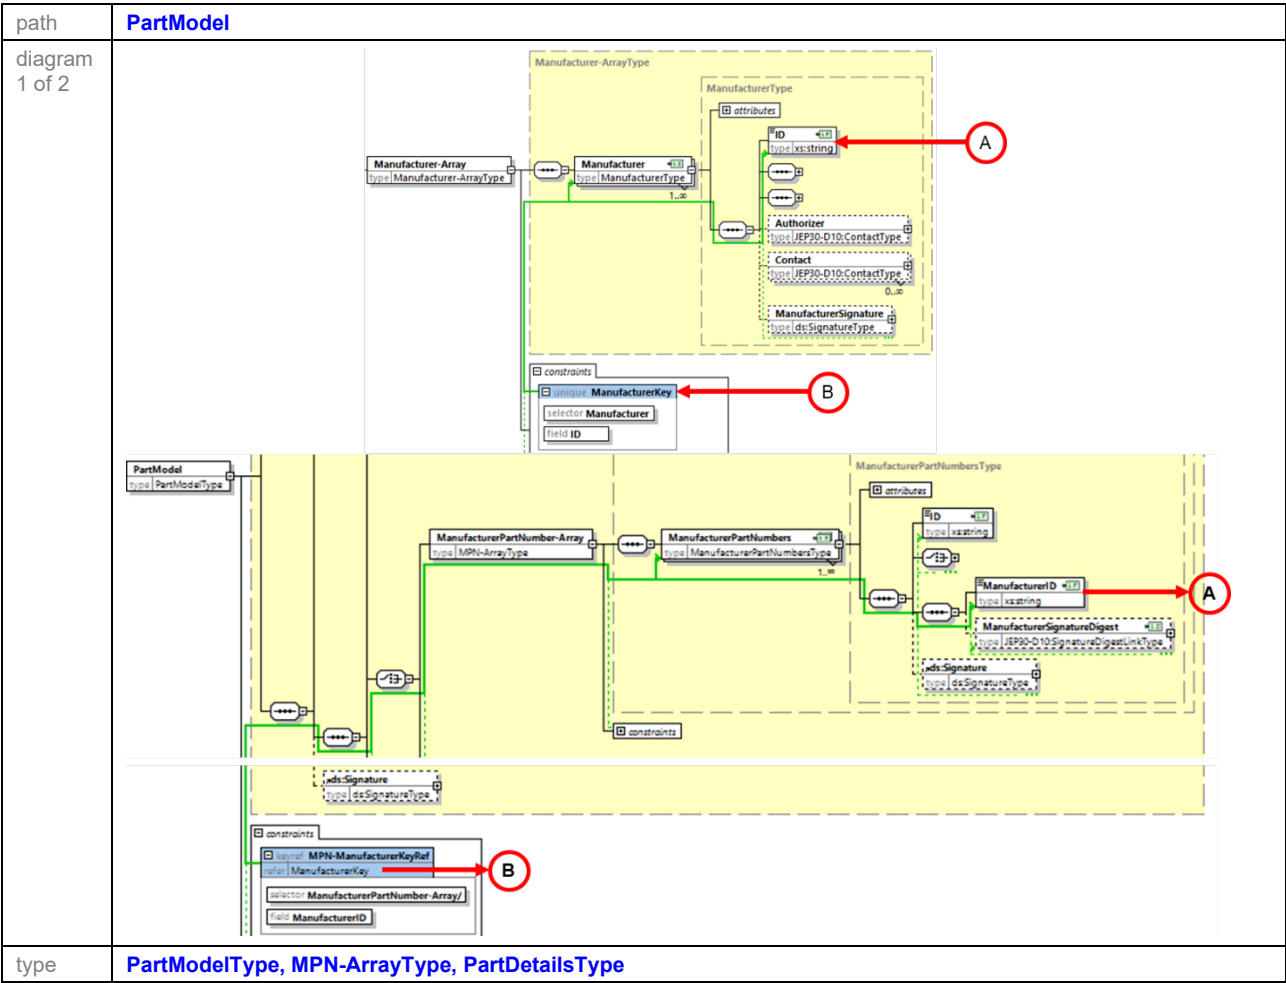 path
PartModel
diagram
1 of 2
Manufacturer-ArrayType
ManufacturerType
attributes
ID
type xs:string
A
Manufacturer-Array
type Manufacturer-ArrayType
Manufacturer
type ManufacturerType
1..∞
Authorizer
type JEP30-D10:ContactType
Contact
type JEP30-D10:ContactType
0..∞
ManufacturerSignature
type ds:SignatureType
constraints
unique ManufacturerKey
B
selector Manufacturer
field ID
PartModel
type PartModelType
ManufacturerPartNumbersType
attributes
ID
type xs:string
ManufacturerPartNumber-Array
type MPN-ArrayType
ManufacturerPartNumbers
type ManufacturerPartNumbersType
1..∞
ManufacturerID
type xs:string
A
ManufacturerSignatureDigest
type JEP30-D10:SignatureDigestLinkType
ds:Signature
type ds:SignatureType
constraints
ds:Signature
type ds:SignatureType
constraints
keyref MPN-ManufacturerKeyRef
refer ManufacturerKey
B
selector ManufacturerPartNumber-Array/
field ManufacturerID
type
PartModelType, MPN-ArrayType, PartDetailsType